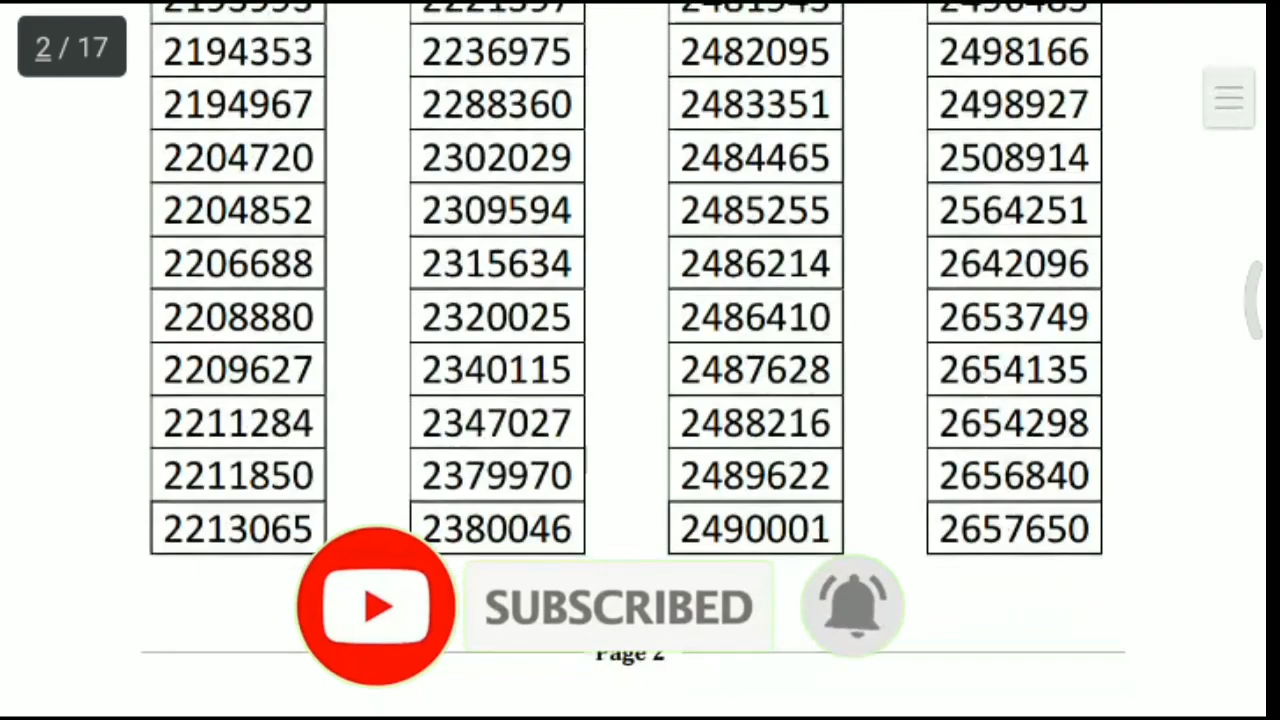 2 / 17
2194353 2236975 2482095 2498166
2194967 2288360 2483351 2498927
2204720 2302029 2484465 2508914
2204852 2309594 2485255 2564251
2206688 2315634 2486214 2642096
2208880 2320025 2486410 2653749
2209627 2340115 2487628 2654135
2211284 2347027 2488216 2654298
2211850 2379970 2489622 2656840
2213065 2380046 2490001 2657650
SUBSCRIBED
Page 2